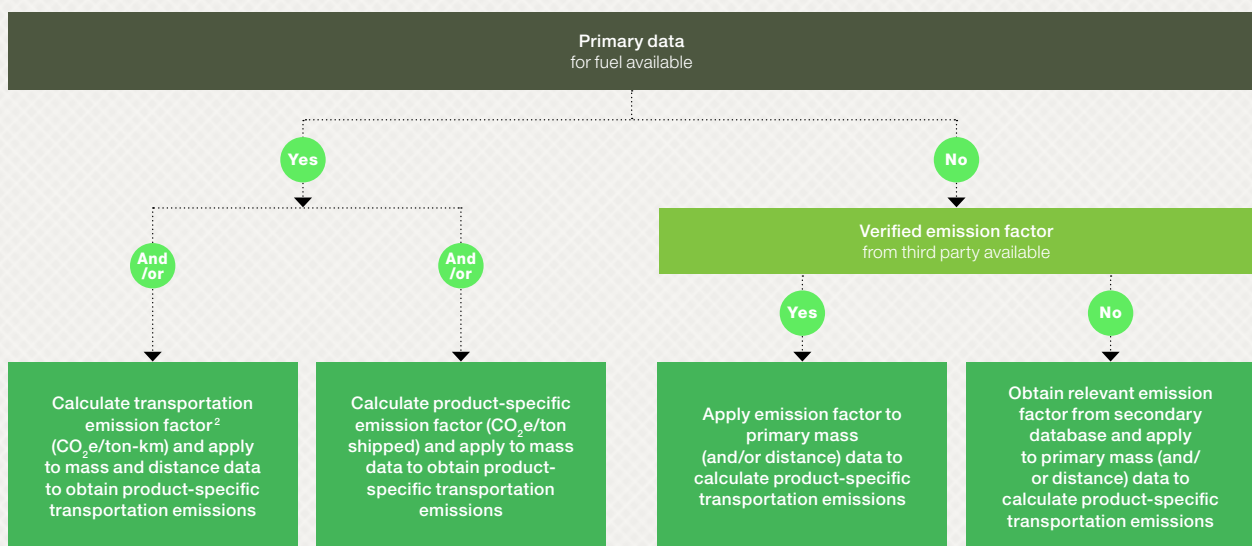 Primary data
for fuel available
Yes
No
And
/or
And
/or
Verified emission factor
from third party available
Yes
No
Calculate transportation
emission factor²
(CO₂e/ton-km) and apply
to mass and distance data
to obtain product-specific
transportation emissions
Calculate product-specific
emission factor (CO₂e/ton
shipped) and apply to mass
data to obtain product-
specific transportation
emissions
Apply emission factor to
primary mass
(and/or distance) data to
calculate product-specific
transportation emissions
Obtain relevant emission
factor from secondary
database and apply
to primary mass (and/
or distance) data to
calculate product-specific
transportation emissions